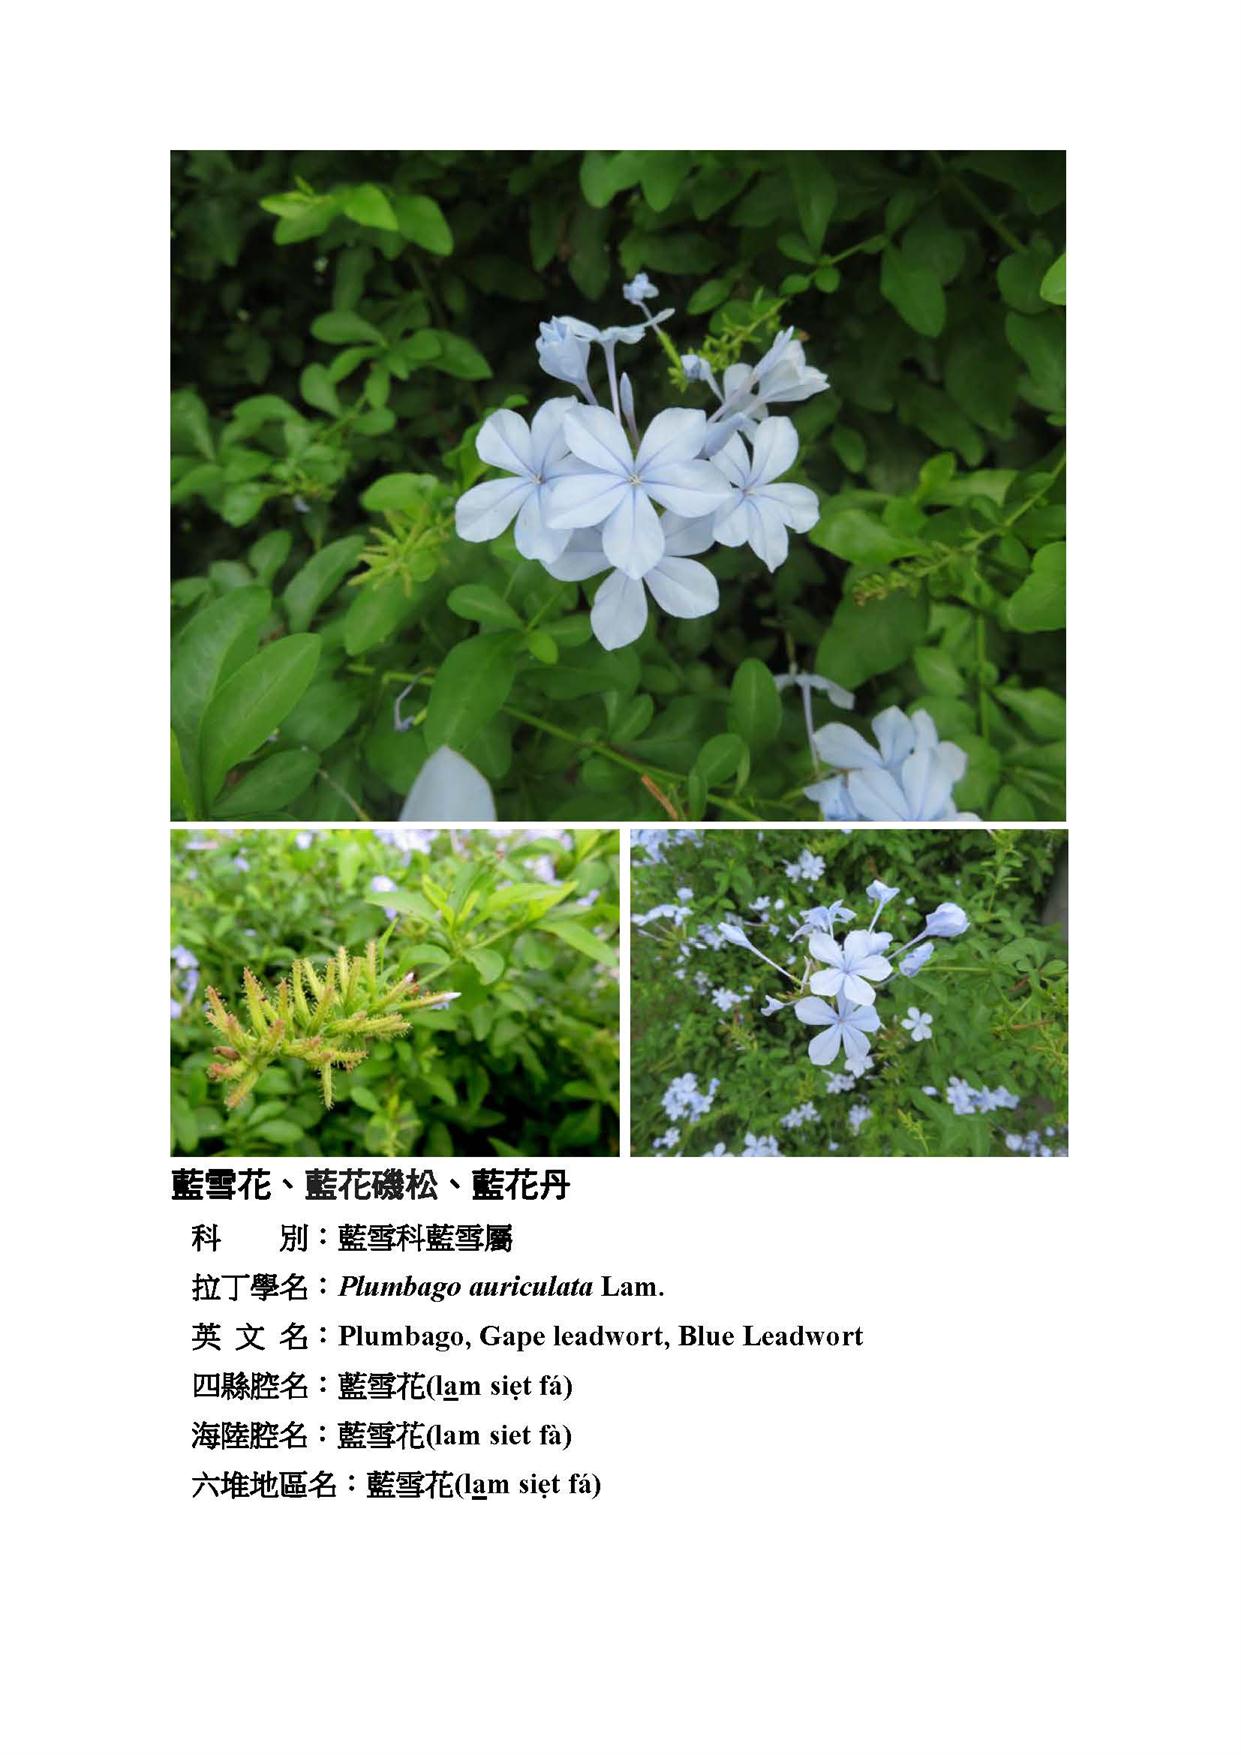 藍雪花、藍花磯松、藍花丹
科　　別：藍雪科藍雪屬
拉丁學名：Plumbago auriculata Lam.
英 文 名：Plumbago, Gape leadwort, Blue Leadwort
四縣腔名：藍雪花(la̲m siẹt fá)
海陸腔名：藍雪花(lam siet fà)
六堆地區名：藍雪花(la̲m siẹt fá)